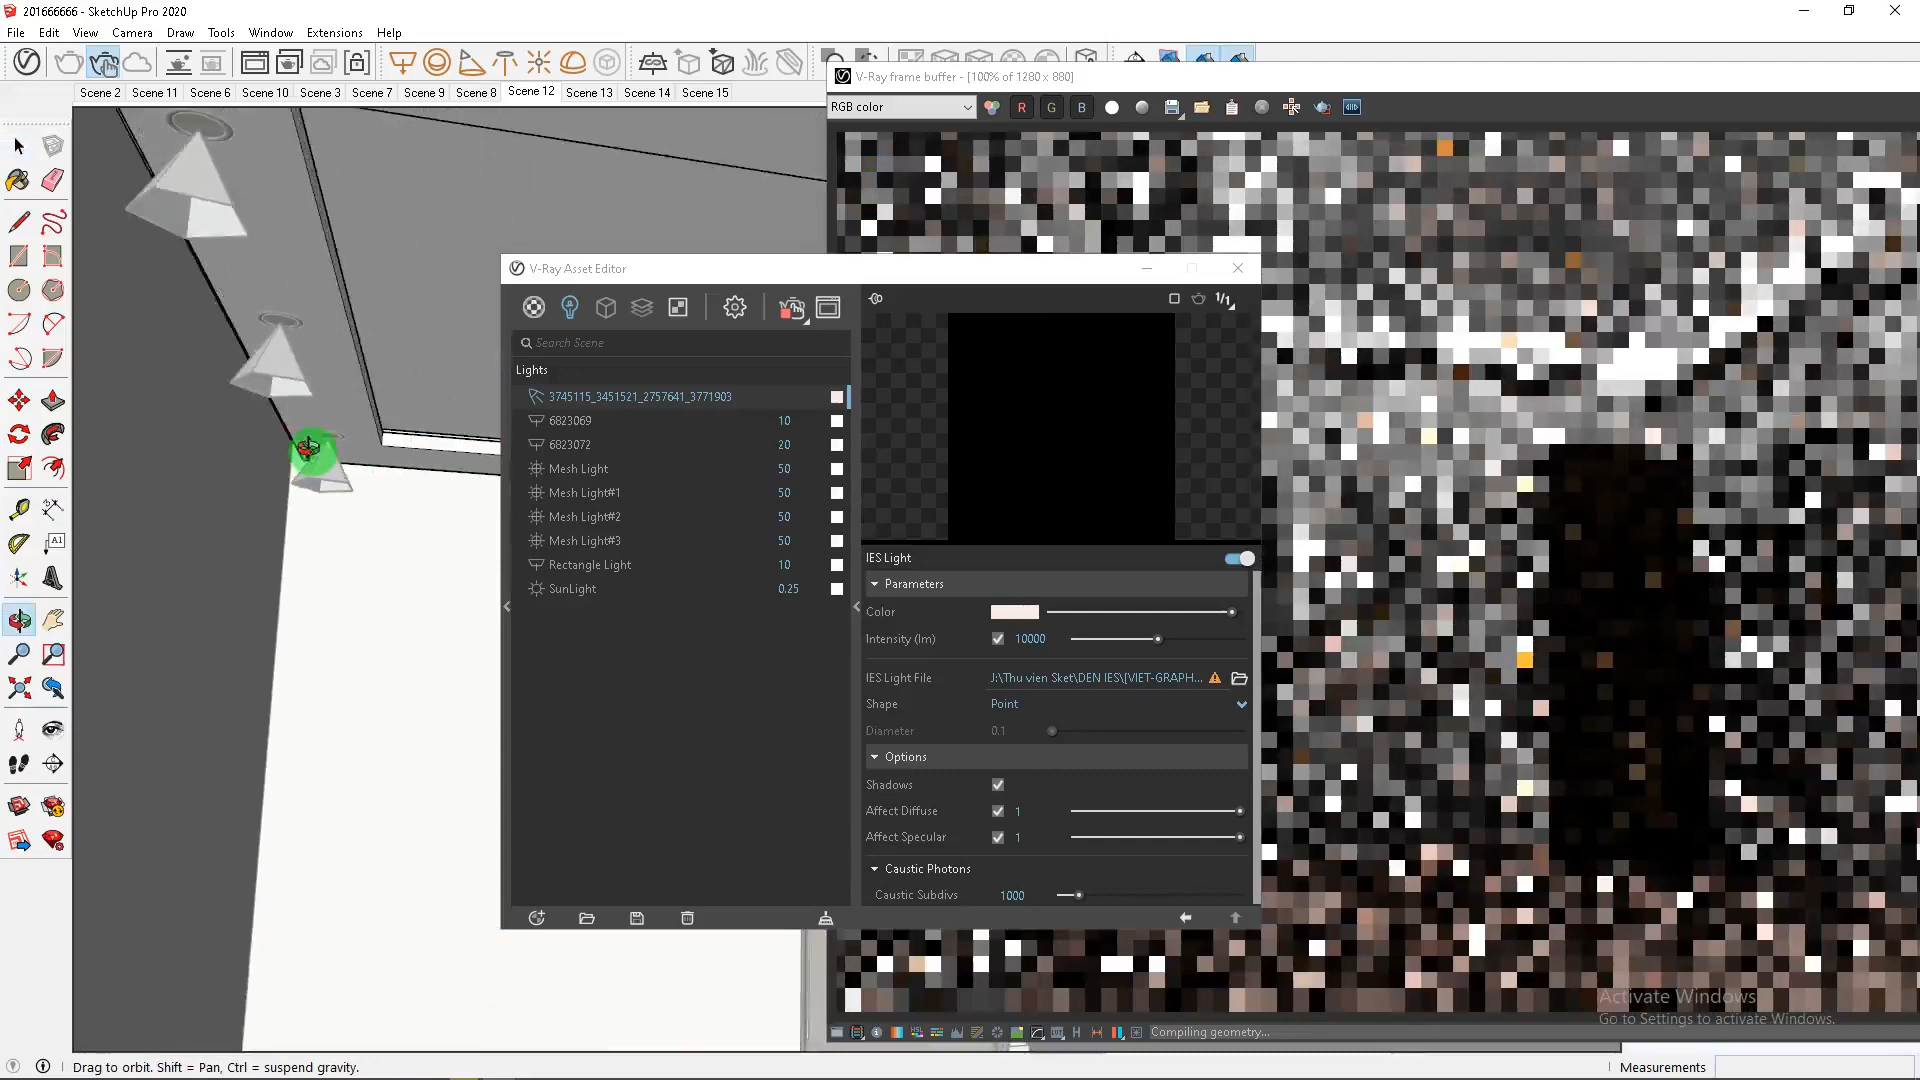 201666666 - SketchUp Pro 2020
File Edit View Camera Draw Tools Window Extensions Help
V-Ray frame buffer - [100% of 1280 x 880]
Scene 2 Scene 11 Scene 6 Scene 10 Scene 3 Scene 7 Scene 9 Scene 8 Scene 12 Scene 13 Scene 14 Scene 15
RGB color R G B
V-Ray Asset Editor
1/1
Search Scene
Lights
3745115_3451521_2757641_3771903
6823069 10
6823072 20
Mesh Light 50
Mesh Light#1 50
Mesh Light#2 50
Mesh Light#3 50
Rectangle Light 10
SunLight 0.25
IES Light
Parameters
Color
Intensity (lm) 10000
IES Light File J:\Thu vien Sket\DEN IES\[VIET-GRAPH...
Shape Point
Diameter 0.1
Options
Shadows
Affect Diffuse 1
Affect Specular 1
Caustic Photons
Caustic Subdivs 1000
A1
Activate Windows
Go to Settings to activate Windows.
HSL LUT H Compiling geometry...
Drag to orbit. Shift = Pan, Ctrl = suspend gravity.
Measurements